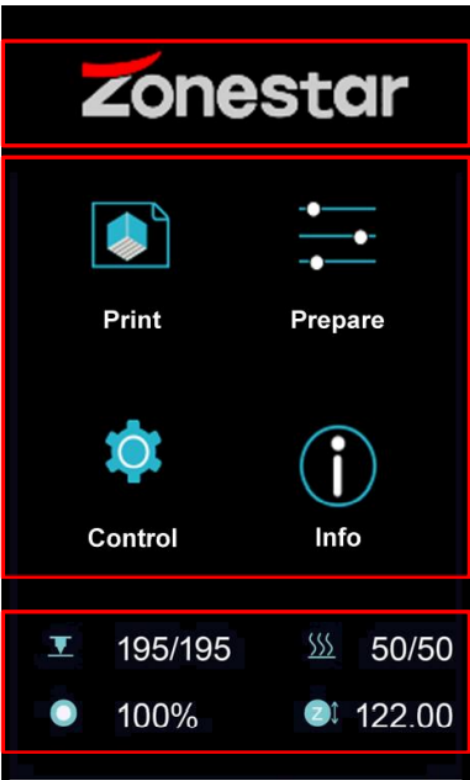 Zonestar
Print
Prepare
Control
Info
195/195
50/50
100%
Z
122.00